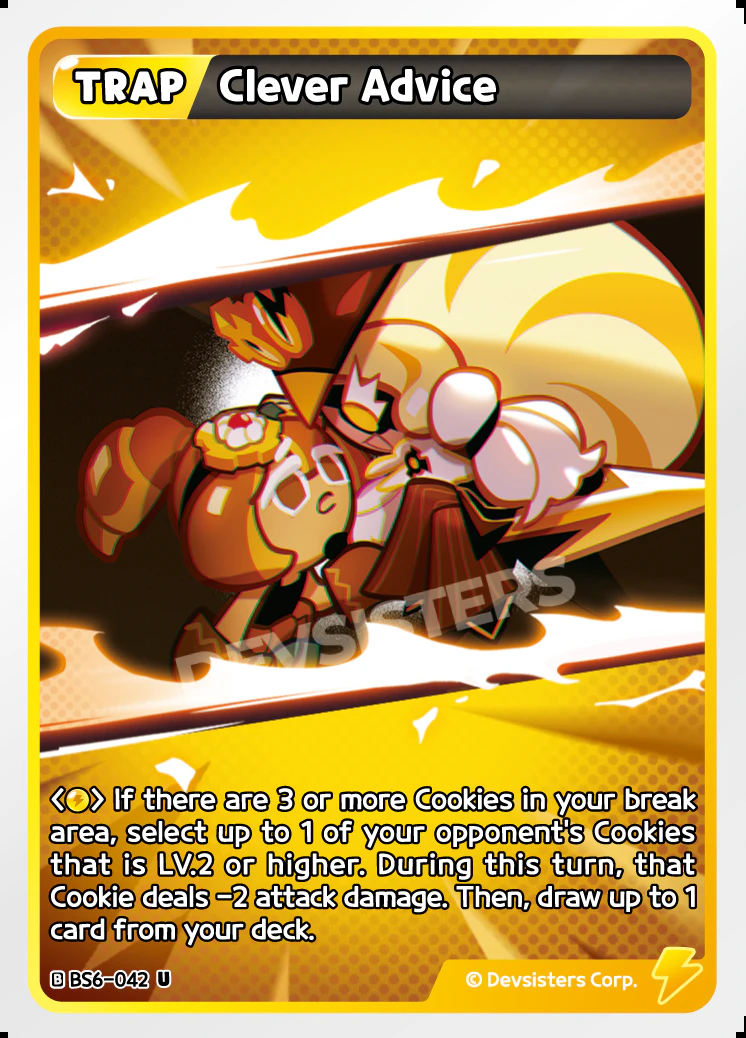 TRAP Clever Advice
DEVSISTERS
< > If there are 3 or more Cookies in your break
area, select up to 1 of your opponent's Cookies
that is LV.2 or higher. During this turn, that
Cookie deals -2 attack damage. Then, draw up to 1
card from your deck.
B BS6-042 U
© Devsisters Corp.